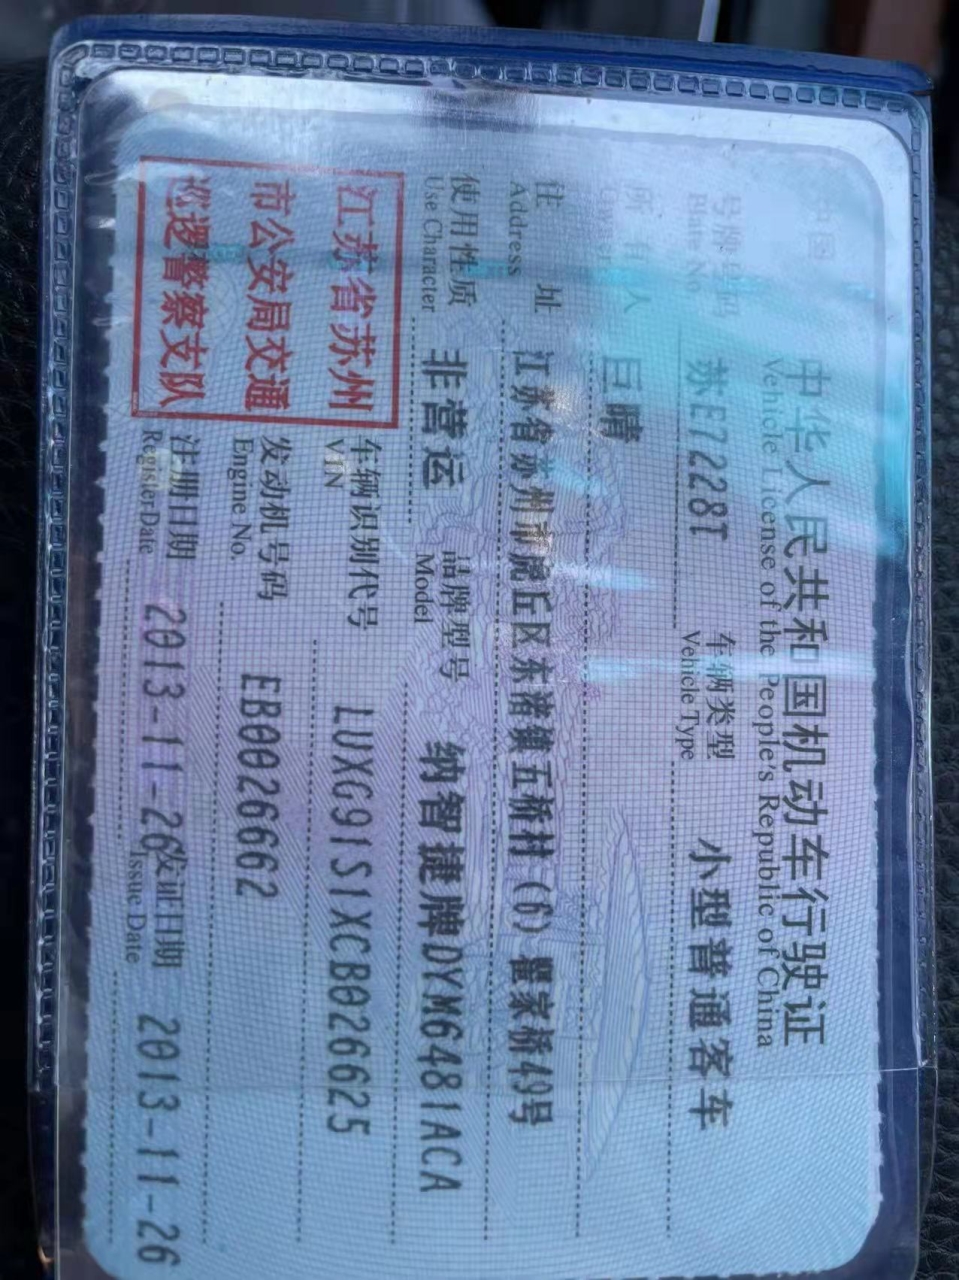 中华人民共和国机动车行驶证
Vehicle License of the People's Republic of China
号牌号码 苏E7228T 车辆类型 小型普通客车
Plate No. Vehicle Type
所有人 巨晴
住址 江苏省苏州市虎丘区东渚镇五桥村(6)瞿家桥49号
Address
使用性质 非营运 品牌型号 纳智捷牌DYM6481ACA
Use Character Model
江苏省苏州
市公安局交通
巡逻警察支队
车辆识别代号 LUXG91S1XCB026625
VIN
发动机号码 EB0026662
Engine No.
注册日期 2013-11-26 发证日期 2013-11-26
Register Date Issue Date